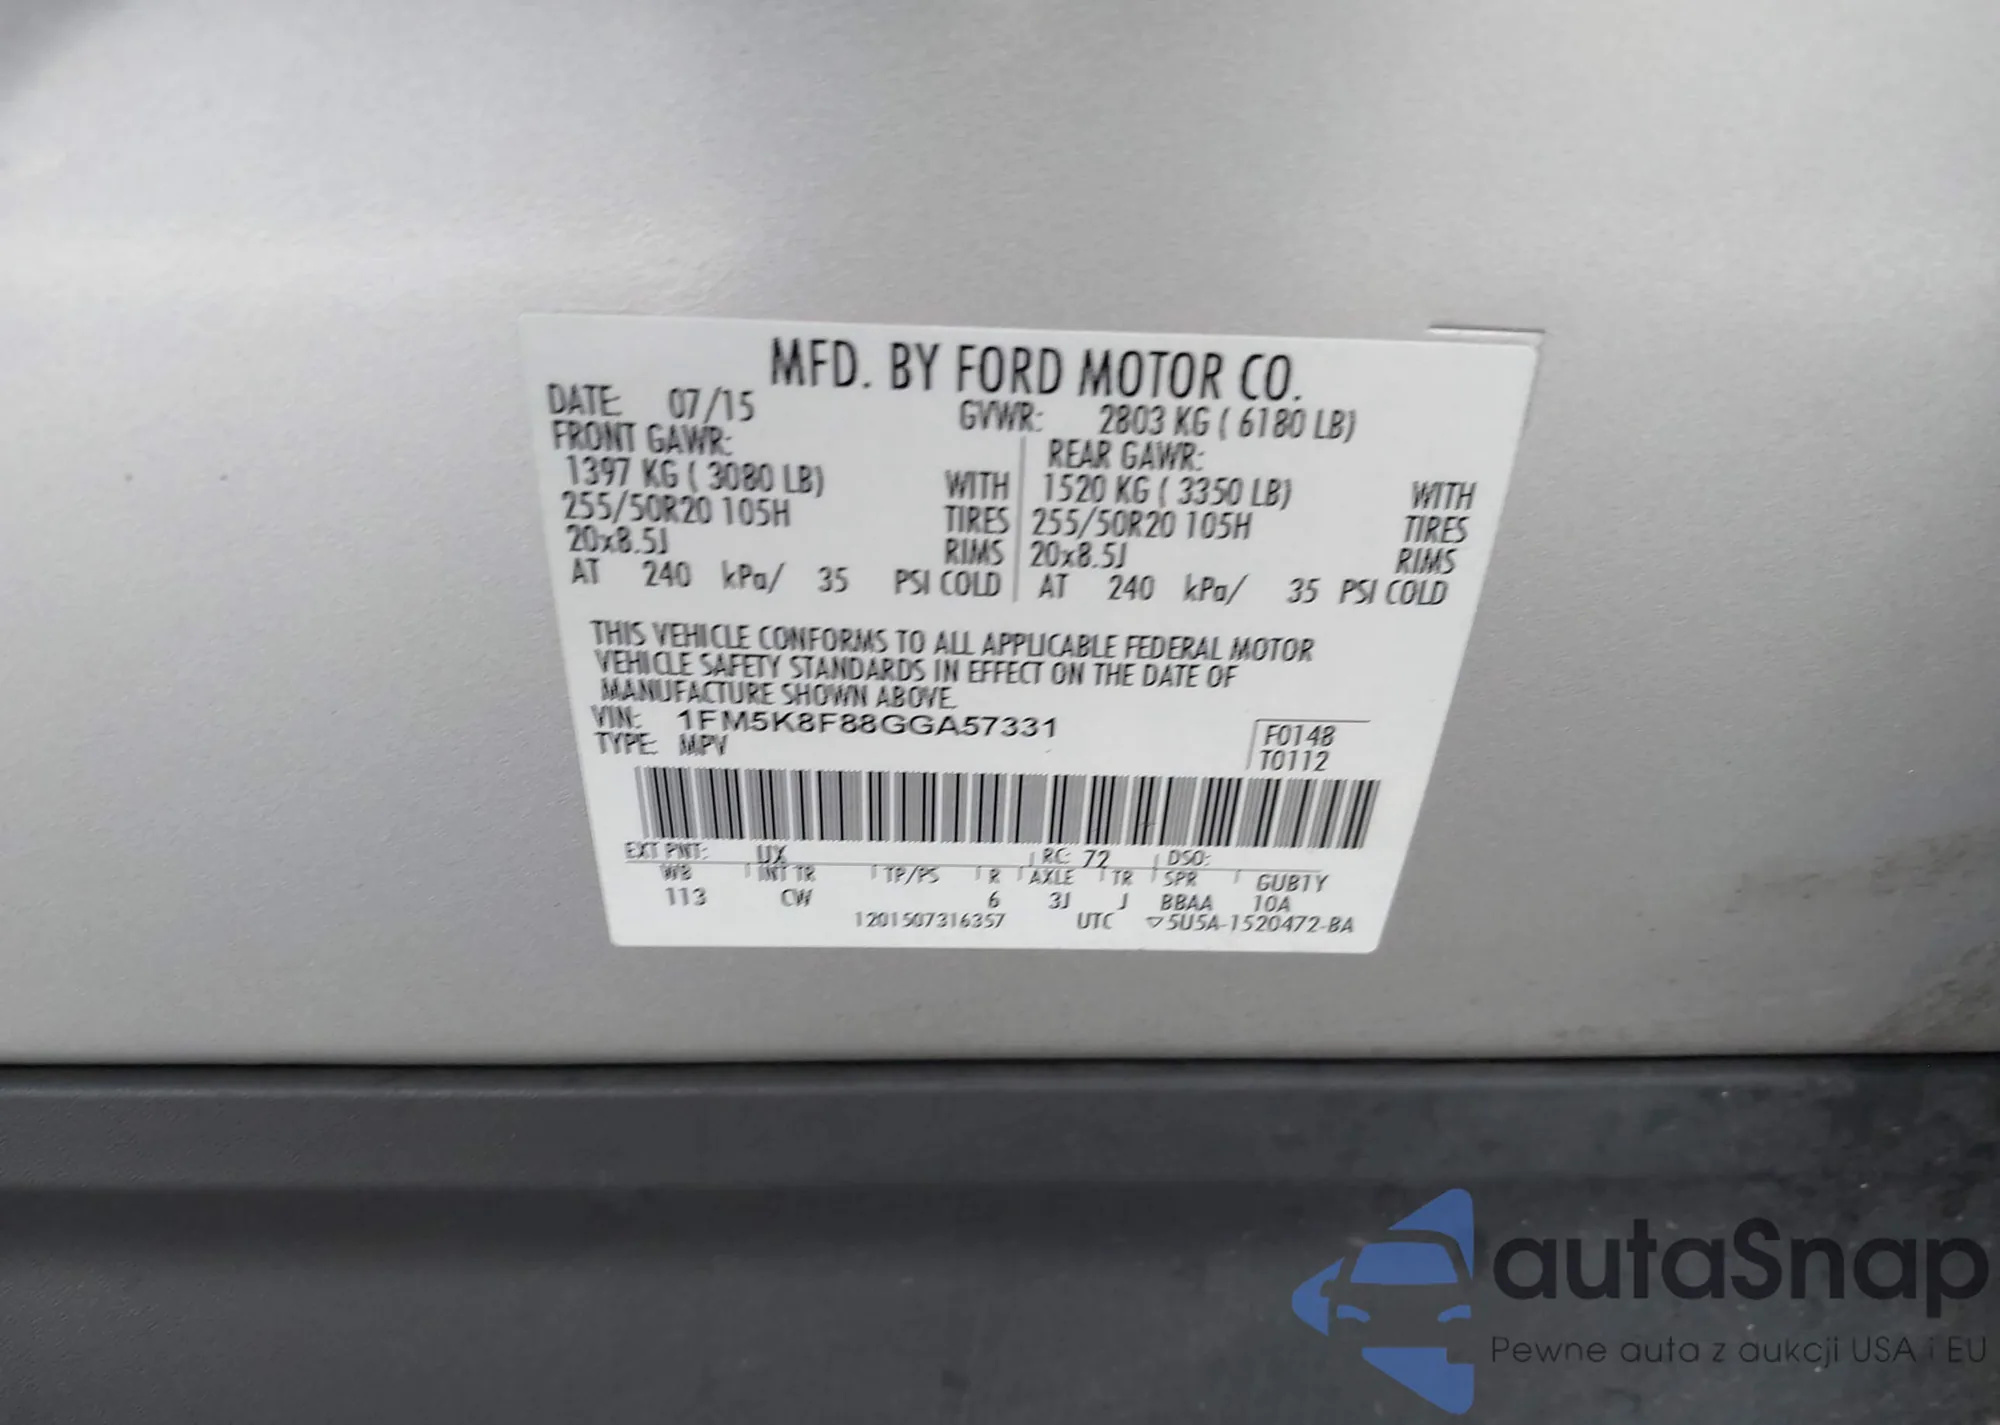 MFD. BY FORD MOTOR CO.
DATE: 07/15 GVWR: 2803 KG ( 6180 LB)
FRONT GAWR: REAR GAWR:
1397 KG ( 3080 LB) WITH 1520 KG ( 3350 LB) WITH
255/50R20 105H TIRES 255/50R20 105H TIRES
20x8.5J RIMS 20x8.5J RIMS
AT 240 kPa/ 35 PSI COLD AT 240 kPa/ 35 PSI COLD
THIS VEHICLE CONFORMS TO ALL APPLICABLE FEDERAL MOTOR
VEHICLE SAFETY STANDARDS IN EFFECT ON THE DATE OF
MANUFACTURE SHOWN ABOVE.
VIN: 1FM5K8F88GGA57331 F0148
TYPE: MPV T0112
EXT PNT: UX RC: 72 DSO:
WB INT TR TP/PS R AXLE TR SPR GUBTY
113 CW 6 3J J BBAA 10A
1201507316357 UTC ▽5U5A-1520472-BA
autaSnap
Pewne auta z aukcji USA i EU